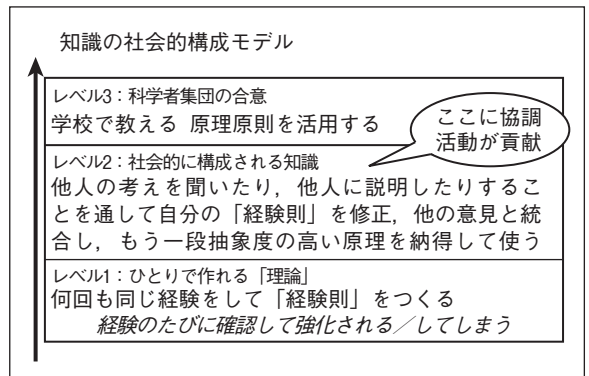 知識の社会的構成モデル
レベル3：科学者集団の合意
学校で教える 原理原則を活用する
ここに協調
活動が貢献
レベル2：社会的に構成される知識
他人の考えを聞いたり，他人に説明したりするこ
とを通して自分の「経験則」を修正，他の意見と統
合し，もう一段抽象度の高い原理を納得して使う
レベル1：ひとりで作れる「理論」
何回も同じ経験をして「経験則」をつくる
経験のたびに確認して強化される／してしまう